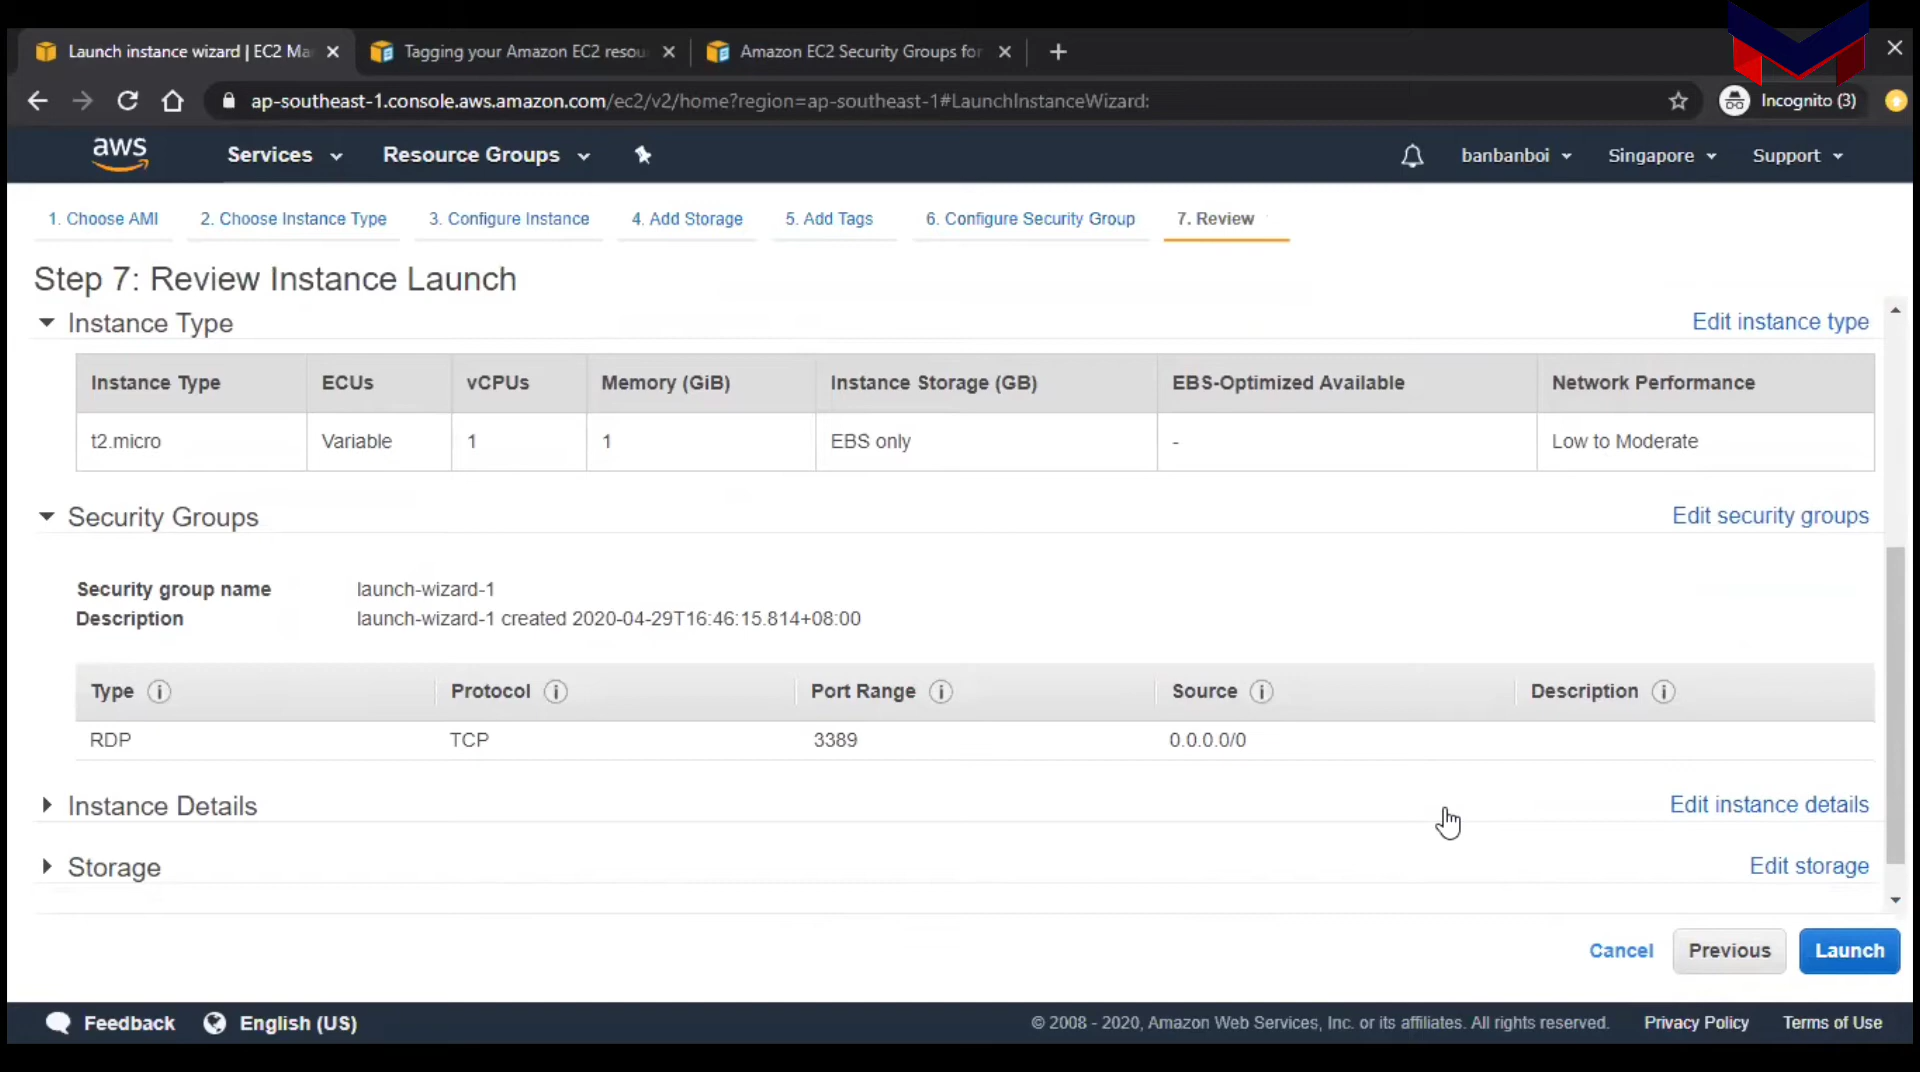 Launch instance wizard | EC2 Ma
Tagging your Amazon EC2 resou
Amazon EC2 Security Groups for
ap-southeast-1.console.aws.amazon.com/ec2/v2/home?region=ap-southeast-1#LaunchInstanceWizard:
Incognito (3)
aws
Services
Resource Groups
banbanboi
Singapore
Support
1. Choose AMI
2. Choose Instance Type
3. Configure Instance
4. Add Storage
5. Add Tags
6. Configure Security Group
7. Review
Step 7: Review Instance Launch
Instance Type
Edit instance type
Instance Type ECUs vCPUs Memory (GiB) Instance Storage (GB) EBS-Optimized Available Network Performance
t2.micro Variable 1 1 EBS only - Low to Moderate
Security Groups
Edit security groups
Security group name launch-wizard-1
Description launch-wizard-1 created 2020-04-29T16:46:15.814+08:00
Type Protocol Port Range Source Description
RDP TCP 3389 0.0.0.0/0
Instance Details
Edit instance details
Storage
Edit storage
Cancel
Previous
Launch
Feedback
English (US)
© 2008 - 2020, Amazon Web Services, Inc. or its affiliates. All rights reserved.
Privacy Policy
Terms of Use